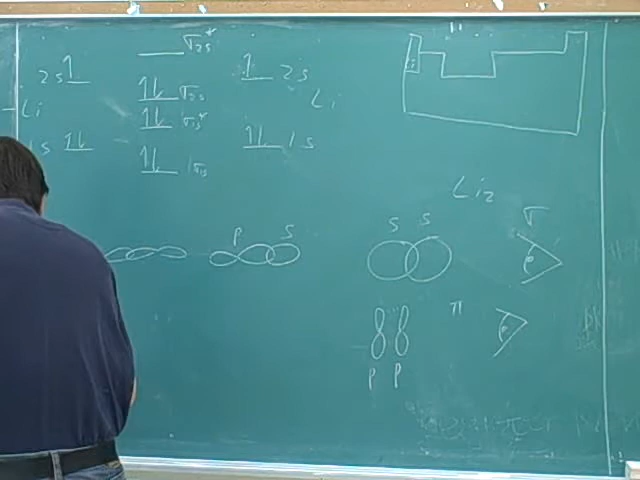 σ2s*
2s 1 1 2s
1L σ2s
Li 1L σ1s* Li
1s 1L 1L 1s
1L σ1s
Li2
P S S S σ
π
P P